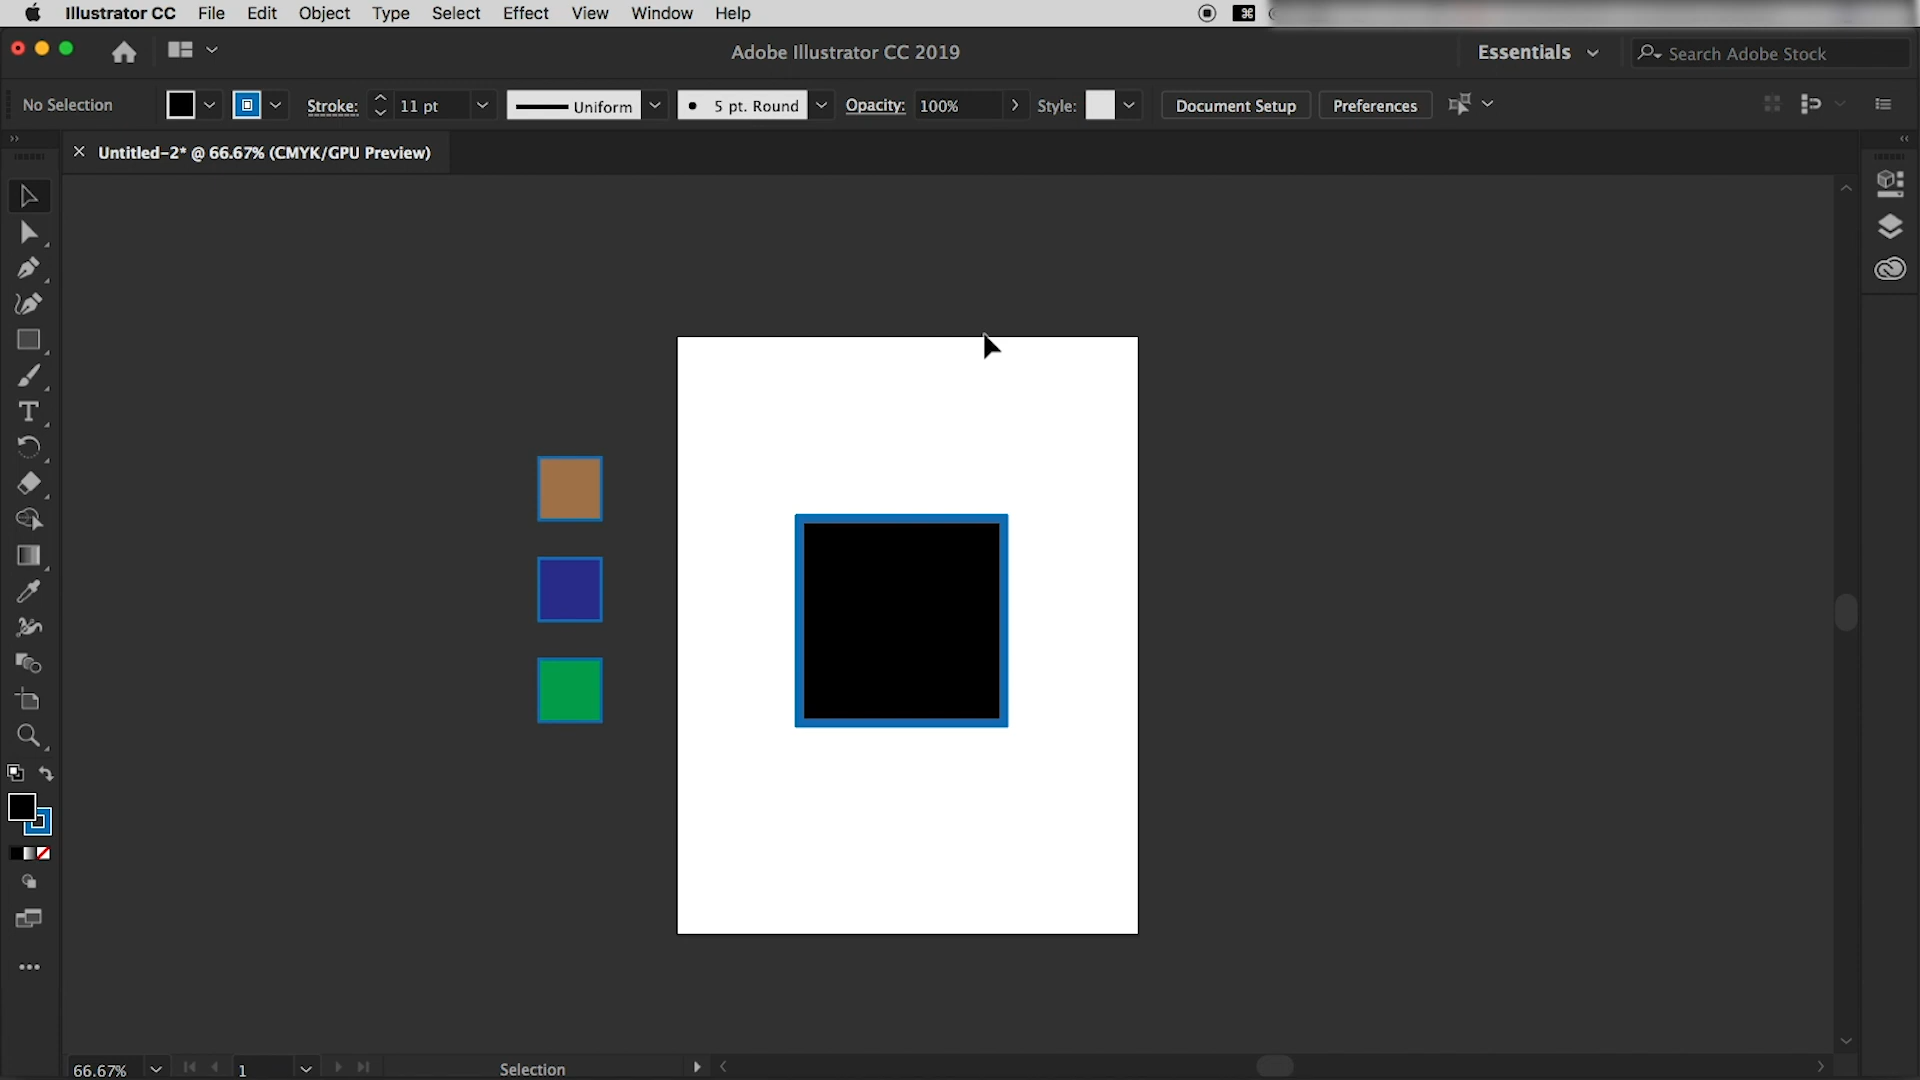 Illustrator CC File Edit Object Type Select Effect View Window Help
Adobe Illustrator CC 2019
Essentials
Search Adobe Stock
No Selection
Stroke: 11 pt
Uniform
5 pt. Round
Opacity: 100%
Style:
Document Setup
Preferences
Untitled-2* @ 66.67% (CMYK/GPU Preview)
66.67%
1
Selection